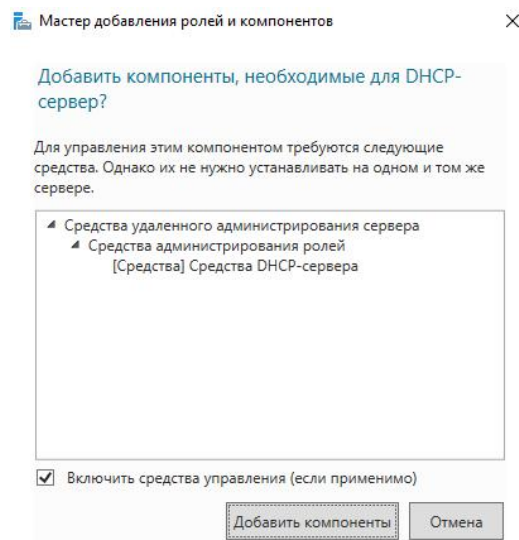 Мастер добавления ролей и компонентов
Добавить компоненты, необходимые для DHCP-
сервер?
Для управления этим компонентом требуются следующие
средства. Однако их не нужно устанавливать на одном и том же
сервере.
Средства удаленного администрирования сервера
Средства администрирования ролей
[Средства] Средства DHCP-сервера
Включить средства управления (если применимо)
Добавить компоненты
Отмена